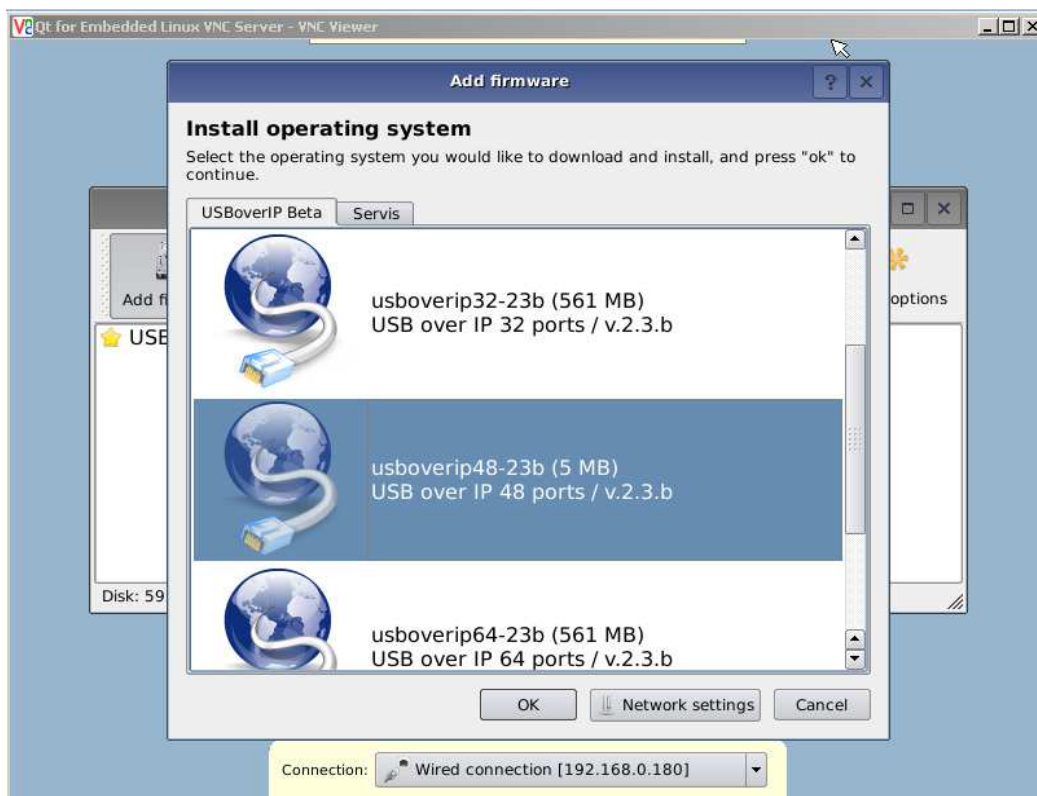 Qt for Embedded Linux VNC Server - VNC Viewer
Add firmware
Install operating system
Select the operating system you would like to download and install, and press "ok" to
continue.
USBoverIP Beta
Servis
Add fi
options
USB
usboverip32-23b (561 MB)
USB over IP 32 ports / v.2.3.b
usboverip48-23b (5 MB)
USB over IP 48 ports / v.2.3.b
usboverip64-23b (561 MB)
USB over IP 64 ports / v.2.3.b
Disk: 59
OK
Network settings
Cancel
Connection:
Wired connection [192.168.0.180]